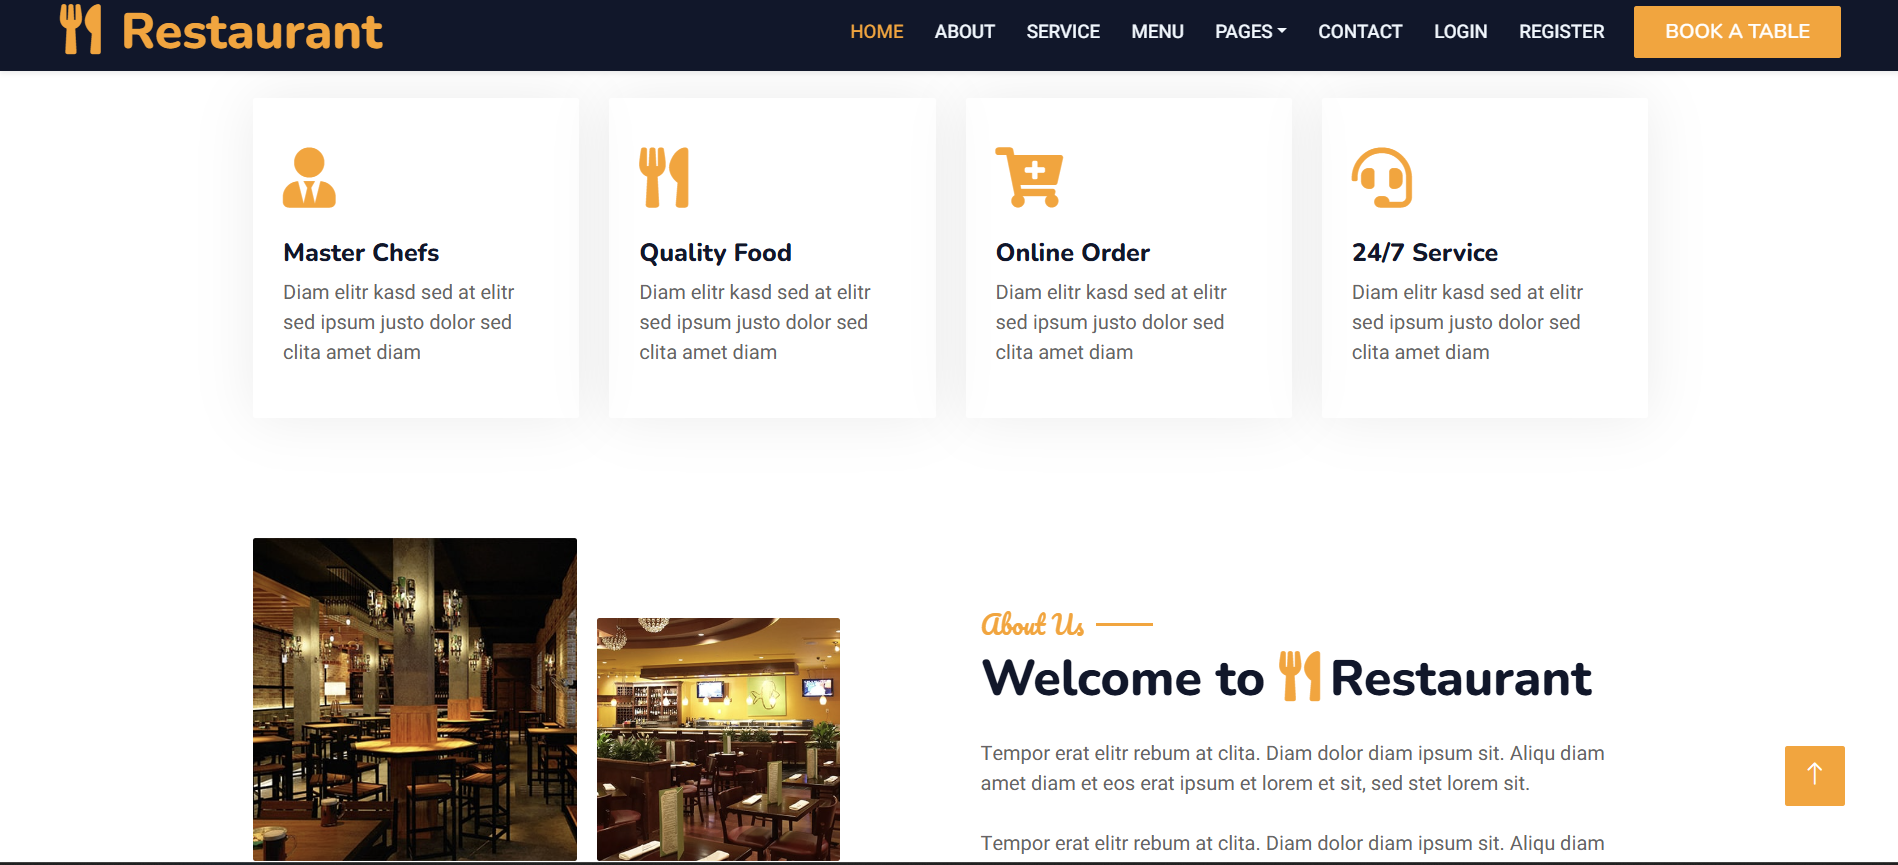 Restaurant
HOME ABOUT SERVICE MENU PAGES CONTACT LOGIN REGISTER BOOK A TABLE
Master Chefs
Diam elitr kasd sed at elitr
sed ipsum justo dolor sed
clita amet diam
Quality Food
Diam elitr kasd sed at elitr
sed ipsum justo dolor sed
clita amet diam
Online Order
Diam elitr kasd sed at elitr
sed ipsum justo dolor sed
clita amet diam
24/7 Service
Diam elitr kasd sed at elitr
sed ipsum justo dolor sed
clita amet diam
About Us
Welcome to Restaurant
Tempor erat elitr rebum at clita. Diam dolor diam ipsum sit. Aliqu diam
amet diam et eos erat ipsum et lorem et sit, sed stet lorem sit.
Tempor erat elitr rebum at clita. Diam dolor diam ipsum sit. Aliqu diam